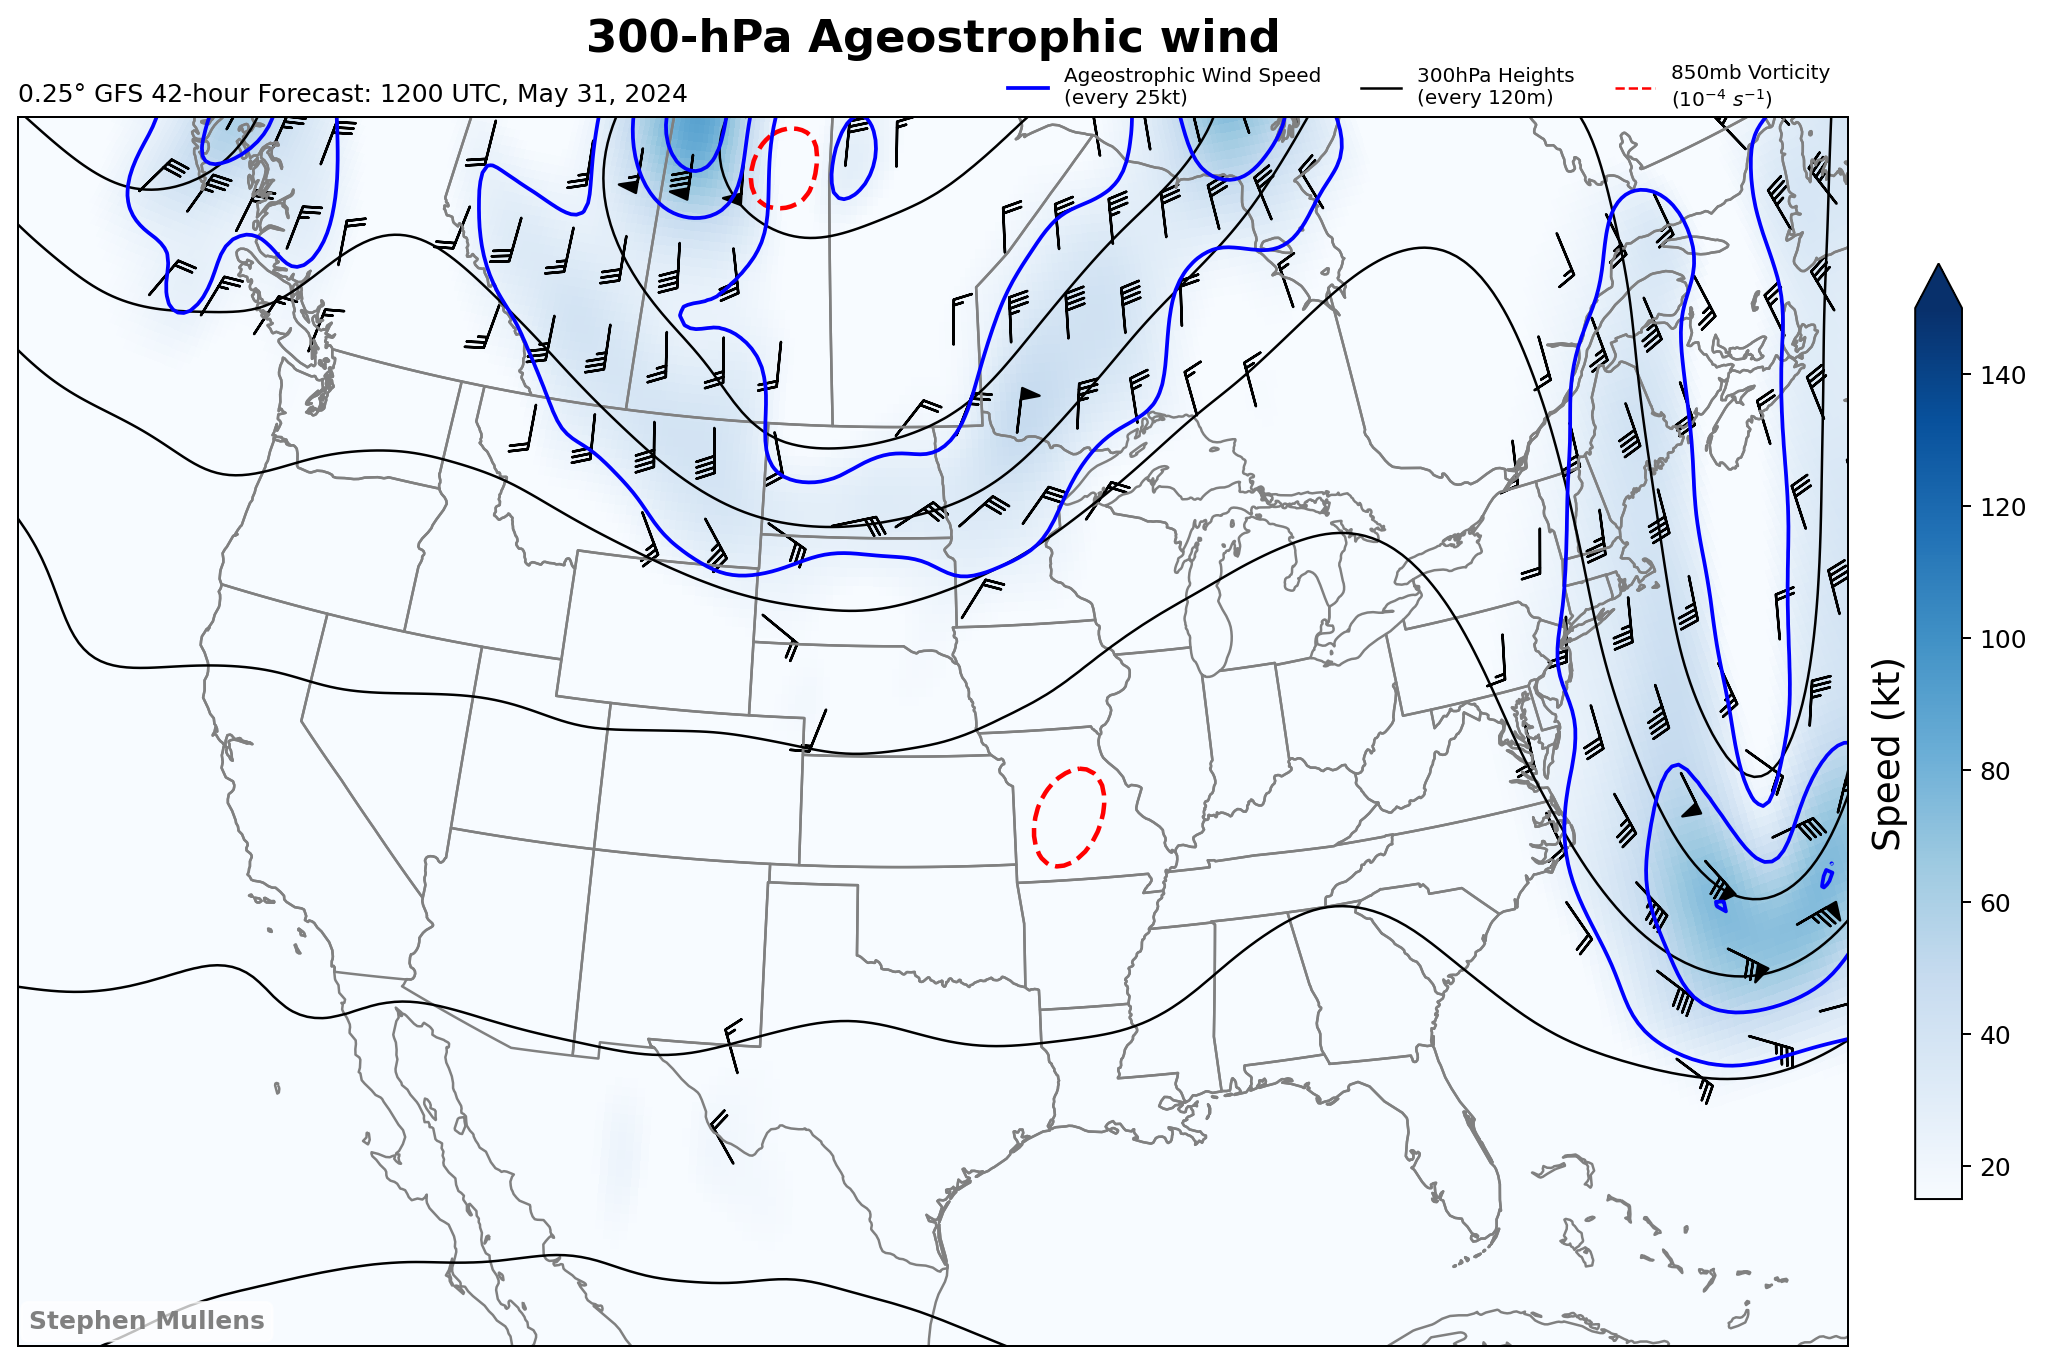 300-hPa Ageostrophic wind
0.25° GFS 42-hour Forecast: 1200 UTC, May 31, 2024
Ageostrophic Wind Speed
(every 25kt)
300hPa Heights
(every 120m)
850mb Vorticity
(10⁻⁴ s⁻¹)
140
120
100
80
60
40
20
Speed (kt)
Stephen Mullens